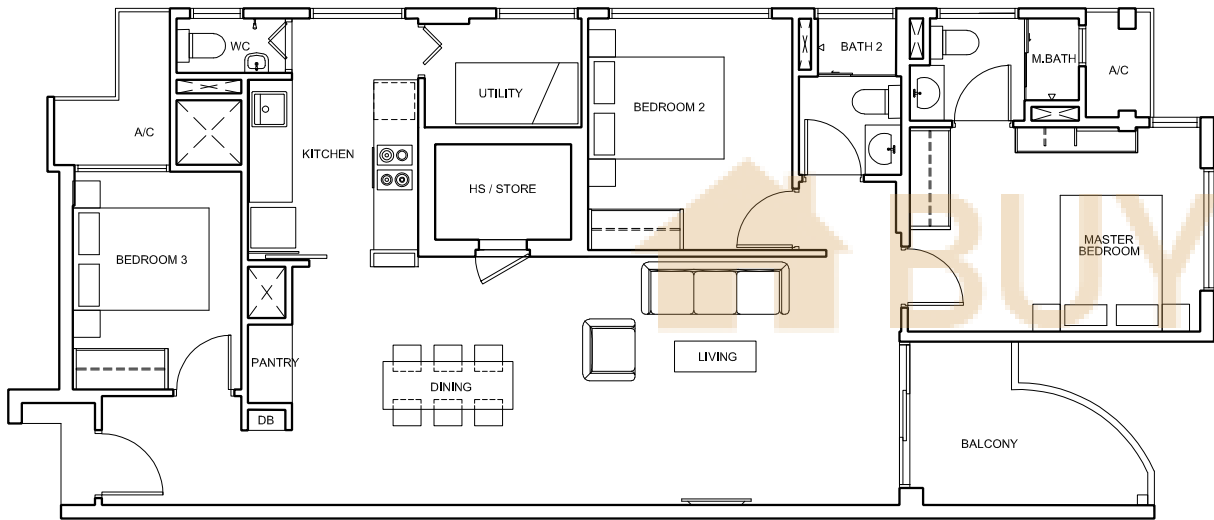 WC
BATH 2
M.BATH
A/C
UTILITY
BEDROOM 2
A/C
KITCHEN
HS / STORE
BEDROOM 3
MASTER
BEDROOM
BUY
PANTRY
LIVING
DINING
DB
BALCONY